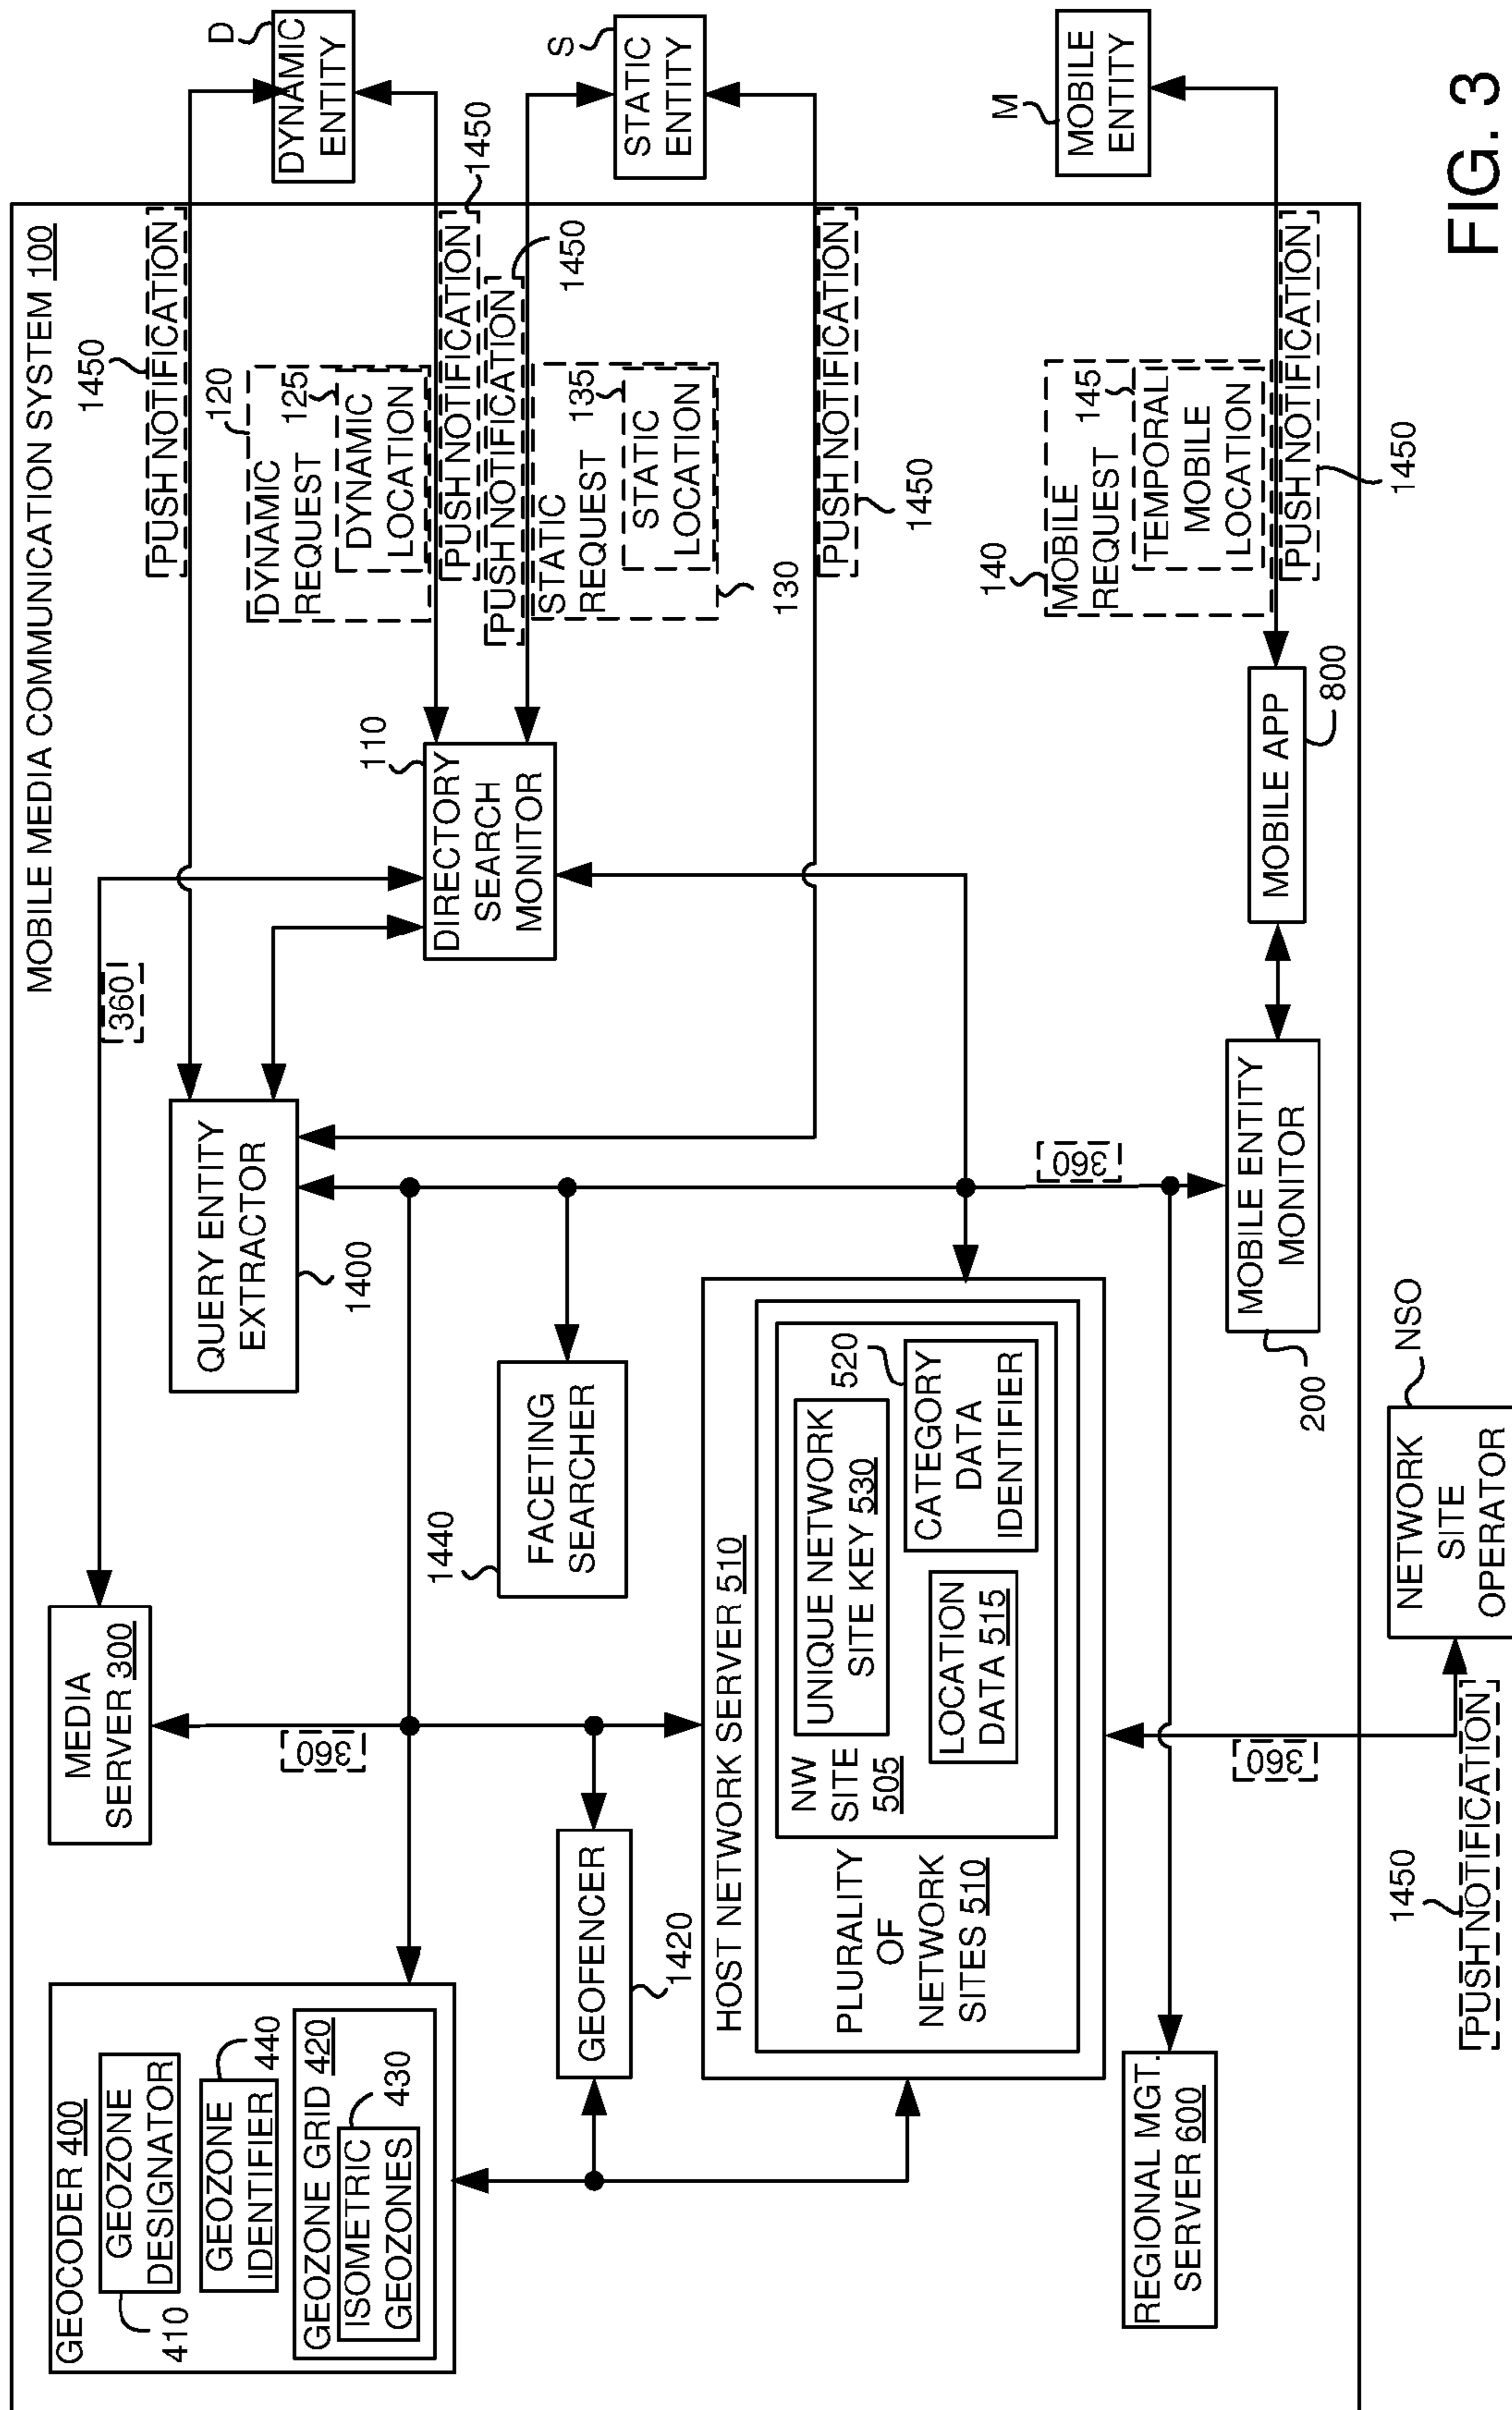 MOBILE MEDIA COMMUNICATION SYSTEM 100
GEOCODER 400
GEOZONE
DESIGNATOR
410
GEOZONE
IDENTIFIER
440
GEOZONE GRID 420
ISOMETRIC
GEOZONES
430
MEDIA
SERVER 300
360
360
QUERY ENTITY
EXTRACTOR
1400
FACETING
SEARCHER
1440
GEOFENCER
1420
DIRECTORY
SEARCH
MONITOR
110
1450
PUSH NOTIFICATION
D
DYNAMIC
ENTITY
120
DYNAMIC
REQUEST
125
DYNAMIC
LOCATION
PUSH NOTIFICATION
1450
PUSH NOTIFICATION
1450
S
STATIC
ENTITY
STATIC
REQUEST
135
STATIC
LOCATION
130
PUSH NOTIFICATION
1450
HOST NETWORK SERVER 510
PLURALITY
OF
NETWORK
SITES 510
NW
SITE
505
UNIQUE NETWORK
SITE KEY 530
520
CATEGORY
DATA
IDENTIFIER
LOCATION
DATA 515
360
140
MOBILE
REQUEST
145
TEMPORAL
MOBILE
LOCATION
M
MOBILE
ENTITY
PUSH NOTIFICATION
1450
MOBILE APP
800
MOBILE ENTITY
MONITOR
200
REGIONAL MGT.
SERVER 600
360
NETWORK
SITE
OPERATOR
NSO
1450
PUSH NOTIFICATION
FIG. 3